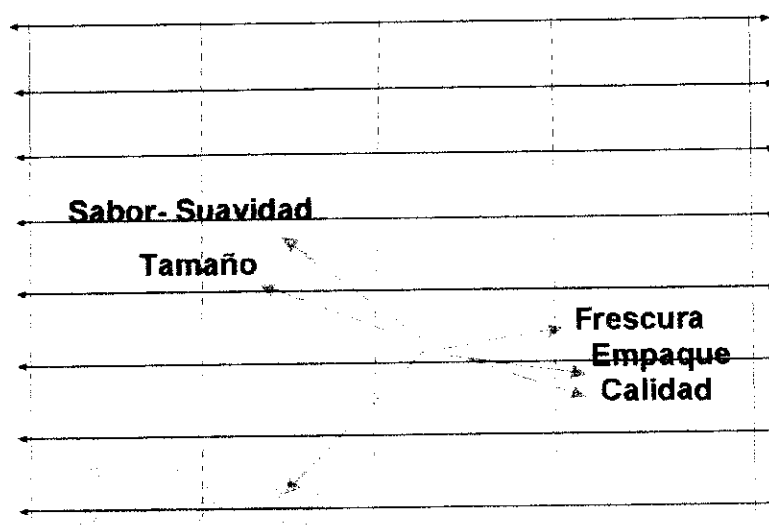 Sabor- Suavidad
Tamaño
Frescura
Empaque
Calidad